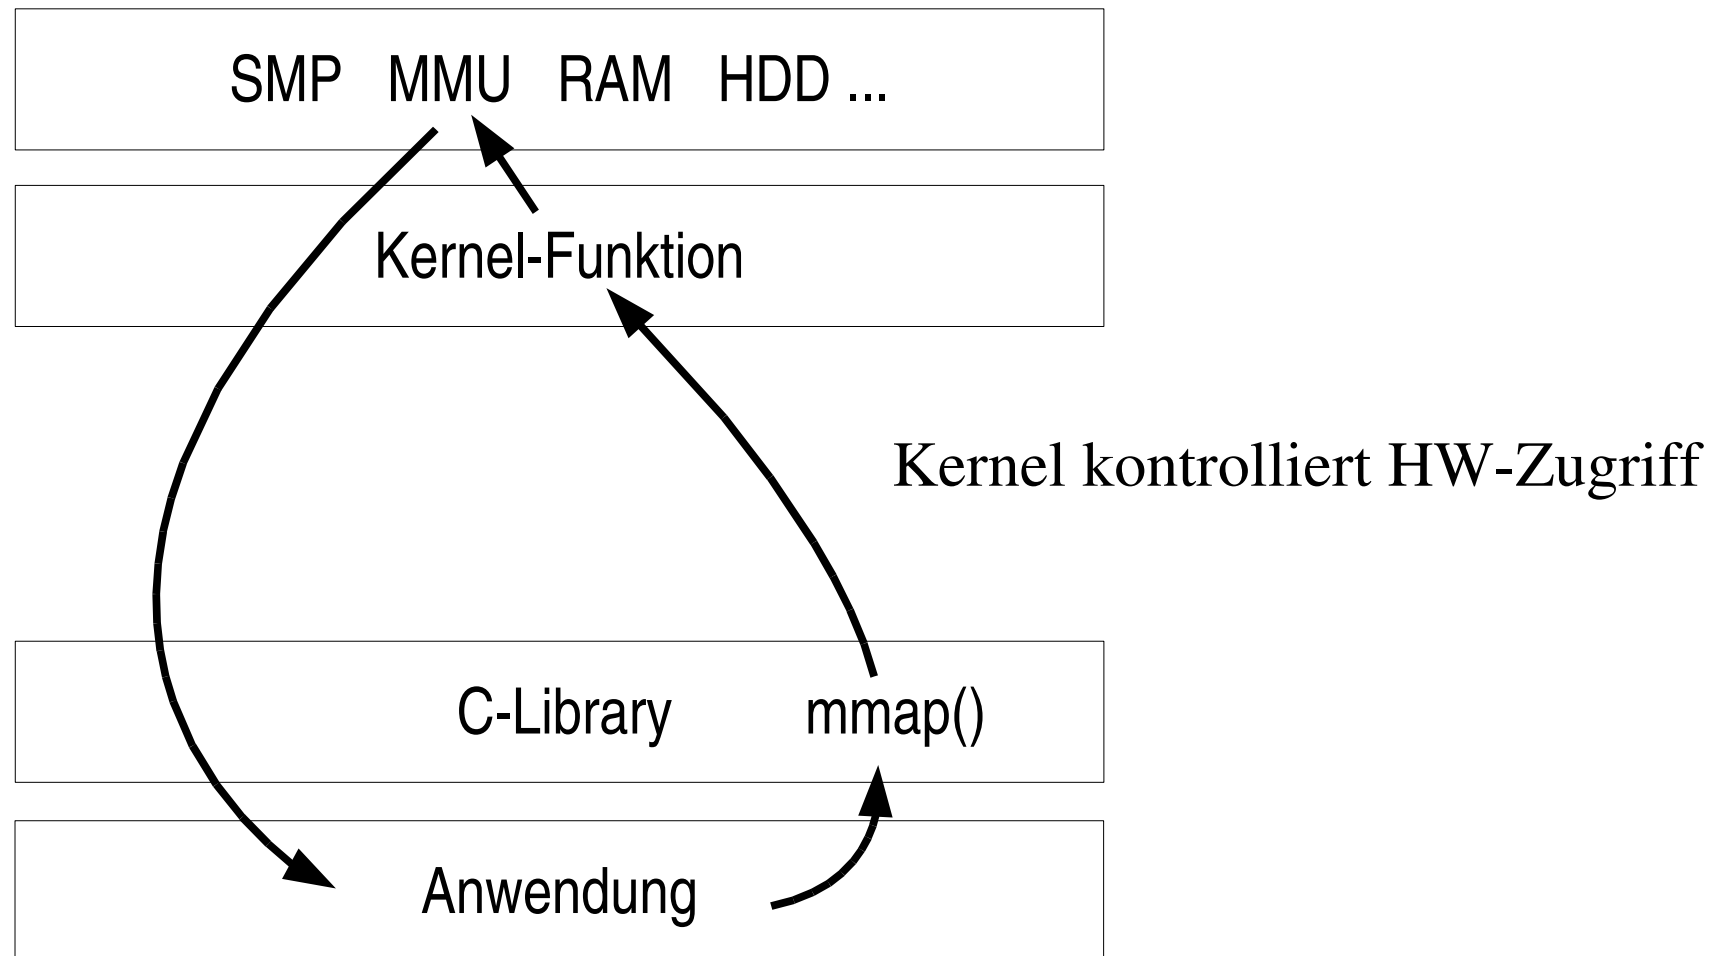 SMP MMU RAM HDD ...
Kernel-Funktion
Kernel kontrolliert HW-Zugriff
C-Library mmap()
Anwendung